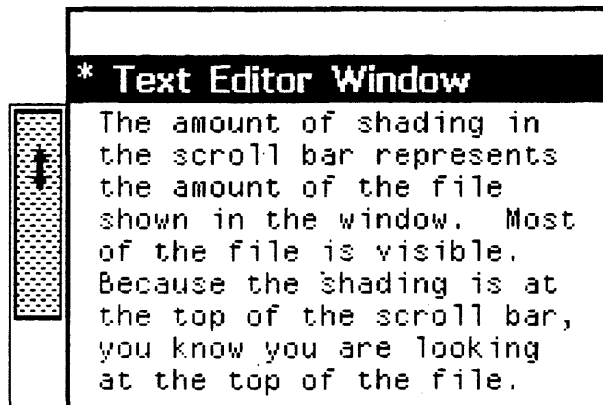 * Text Editor Window
The amount of shading in
the scroll bar represents
the amount of the file
shown in the window.  Most
of the file is visible.
Because the shading is at
the top of the scroll bar,
you know you are looking
at the top of the file.